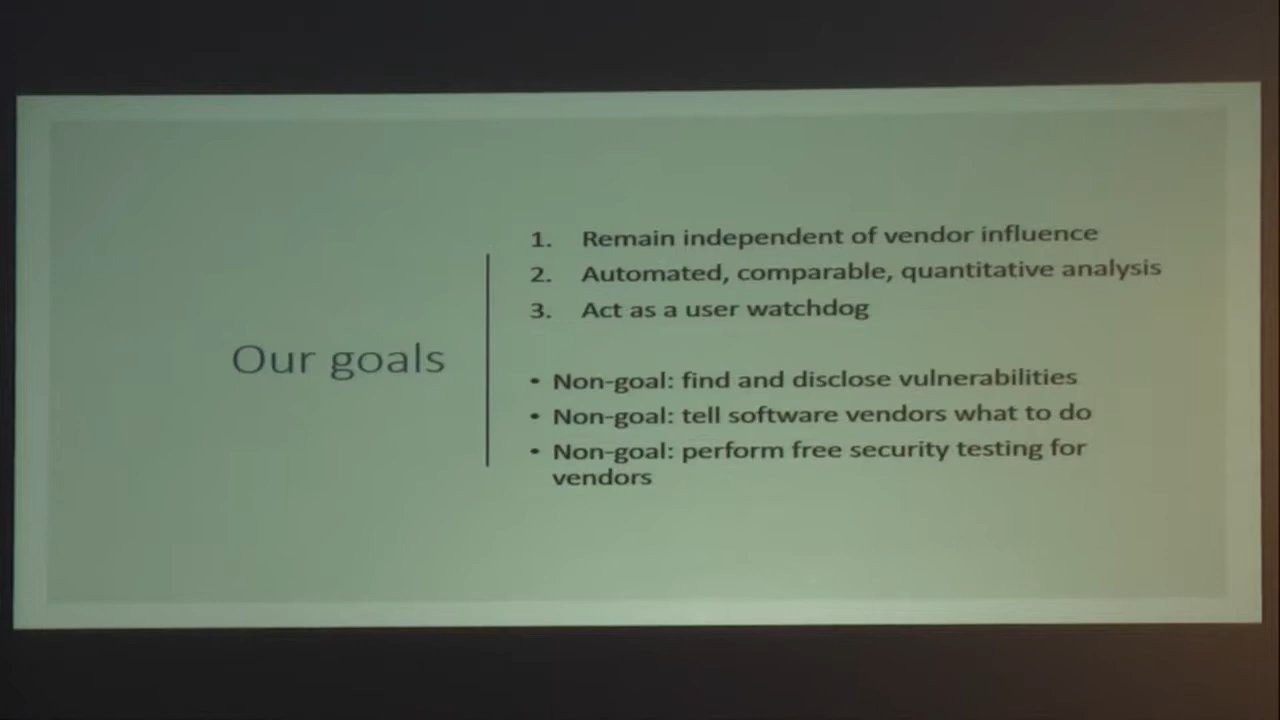 Our goals
1. Remain independent of vendor influence
2. Automated, comparable, quantitative analysis
3. Act as a user watchdog
• Non-goal: find and disclose vulnerabilities
• Non-goal: tell software vendors what to do
• Non-goal: perform free security testing for
vendors